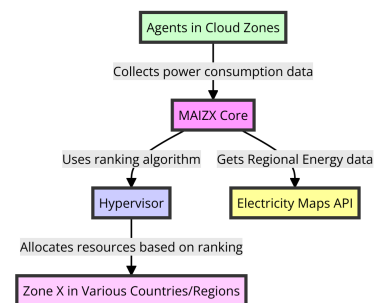 Agents in Cloud Zones
Collects power consumption data
MAIZX Core
Uses ranking algorithm
Gets Regional Energy data
Hypervisor
Electricity Maps API
Allocates resources based on ranking
Zone X in Various Countries/Regions